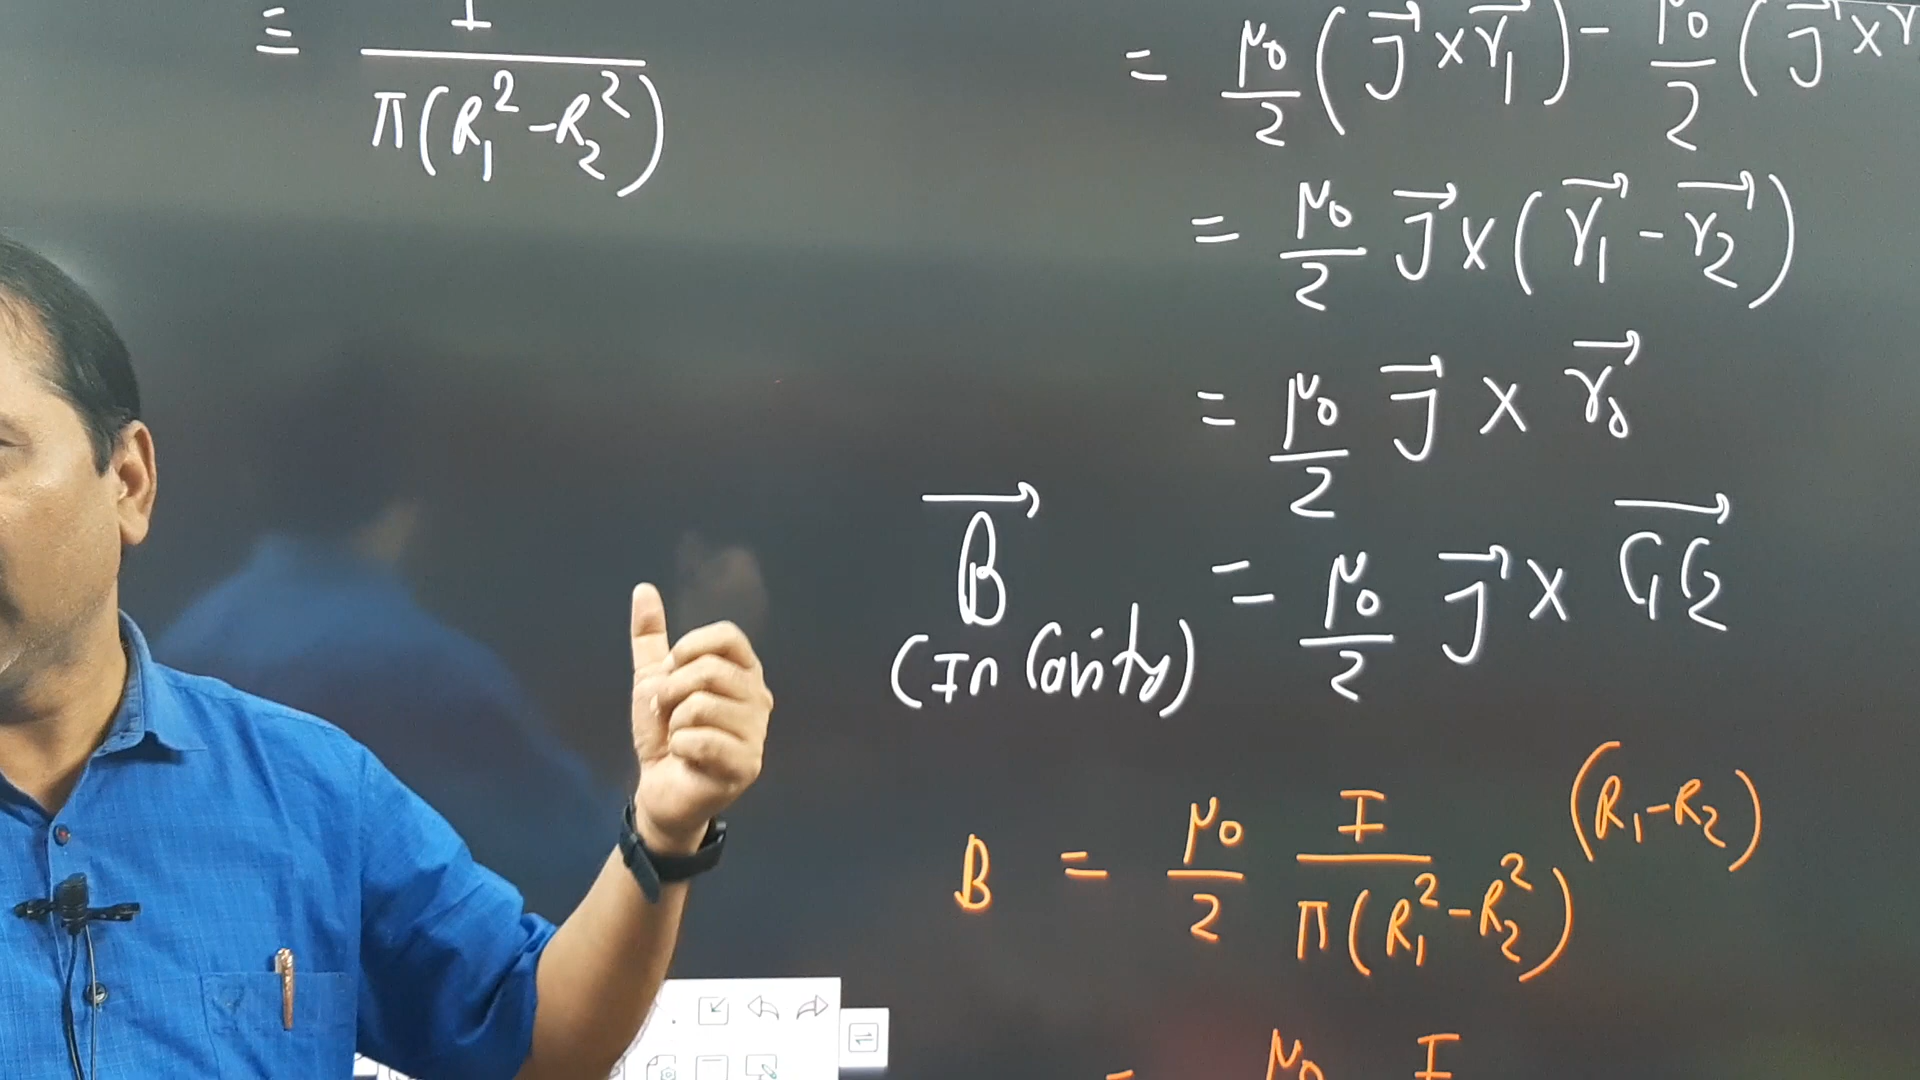 ≡ I / π(R₁² - R₂²)
= μ₀/2 (J⃗ × r⃗₁) - μ₀/2 (J⃗ × r
= μ₀/2 J⃗ × (r⃗₁ - r⃗₂)
= μ₀/2 J⃗ × r⃗₀
B⃗ (In Cavity) = μ₀/2 J⃗ × C₁C₂⃗
B = μ₀/2 I / π(R₁² - R₂²) (R₁ - R₂)
= μ₀ I